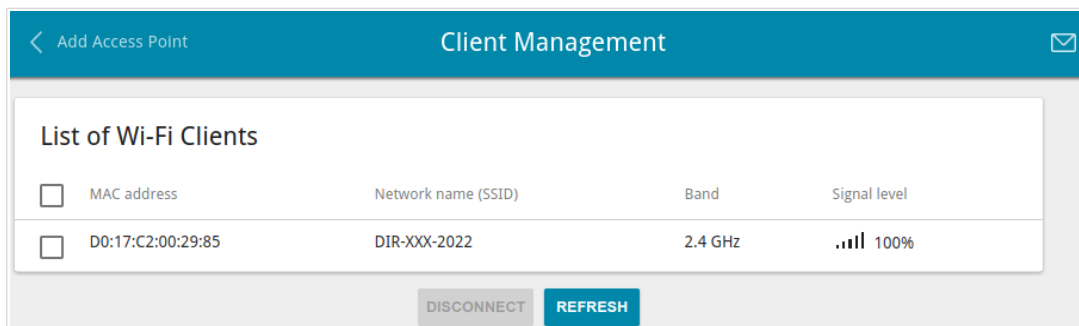 Add Access Point
Client Management
List of Wi-Fi Clients
MAC address Network name (SSID) Band Signal level
D0:17:C2:00:29:85 DIR-XXX-2022 2.4 GHz 100%
DISCONNECT REFRESH